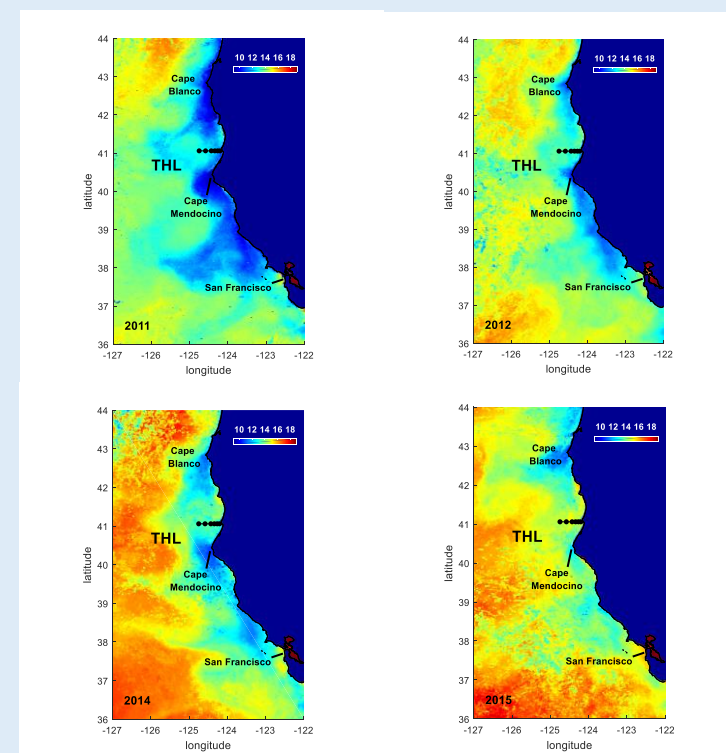 44
10 12 14 16 18
43
Cape
Blanco
42
41
THL
latitude
40
Cape
Mendocino
39
38
San Francisco
37
2011
36
-127 -126 -125 -124 -123 -122
longitude
44
10 12 14 16 18
43
Cape
Blanco
42
41
THL
latitude
40
Cape
Mendocino
39
38
San Francisco
37
2012
36
-127 -126 -125 -124 -123 -122
longitude
44
10 12 14 16 18
43
Cape
Blanco
42
41
THL
latitude
40
Cape
Mendocino
39
38
San Francisco
37
2014
36
-127 -126 -125 -124 -123 -122
longitude
44
10 12 14 16 18
43
Cape
Blanco
42
41
THL
latitude
40
Cape
Mendocino
39
38
San Francisco
37
2015
36
-127 -126 -125 -124 -123 -122
longitude